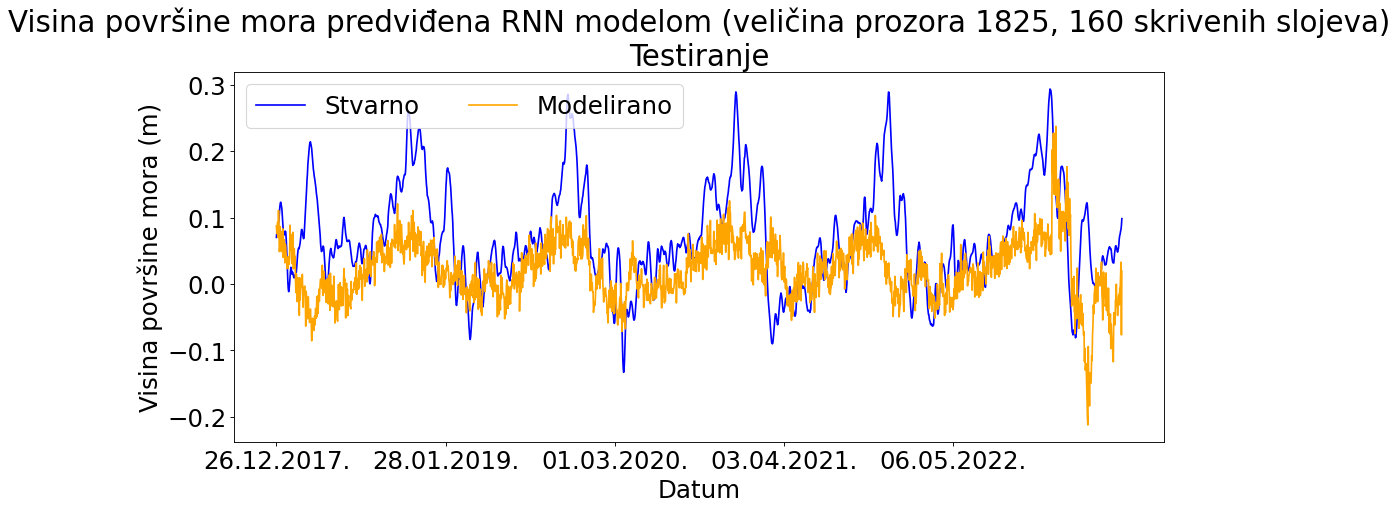 Visina površine mora predviđena RNN modelom (veličina prozora 1825, 160 skrivenih slojeva)
Testiranje
Stvarno
Modelirano
Visina površine mora (m)
0.3
0.2
0.1
0.0
−0.1
−0.2
26.12.2017. 28.01.2019. 01.03.2020. 03.04.2021. 06.05.2022.
Datum